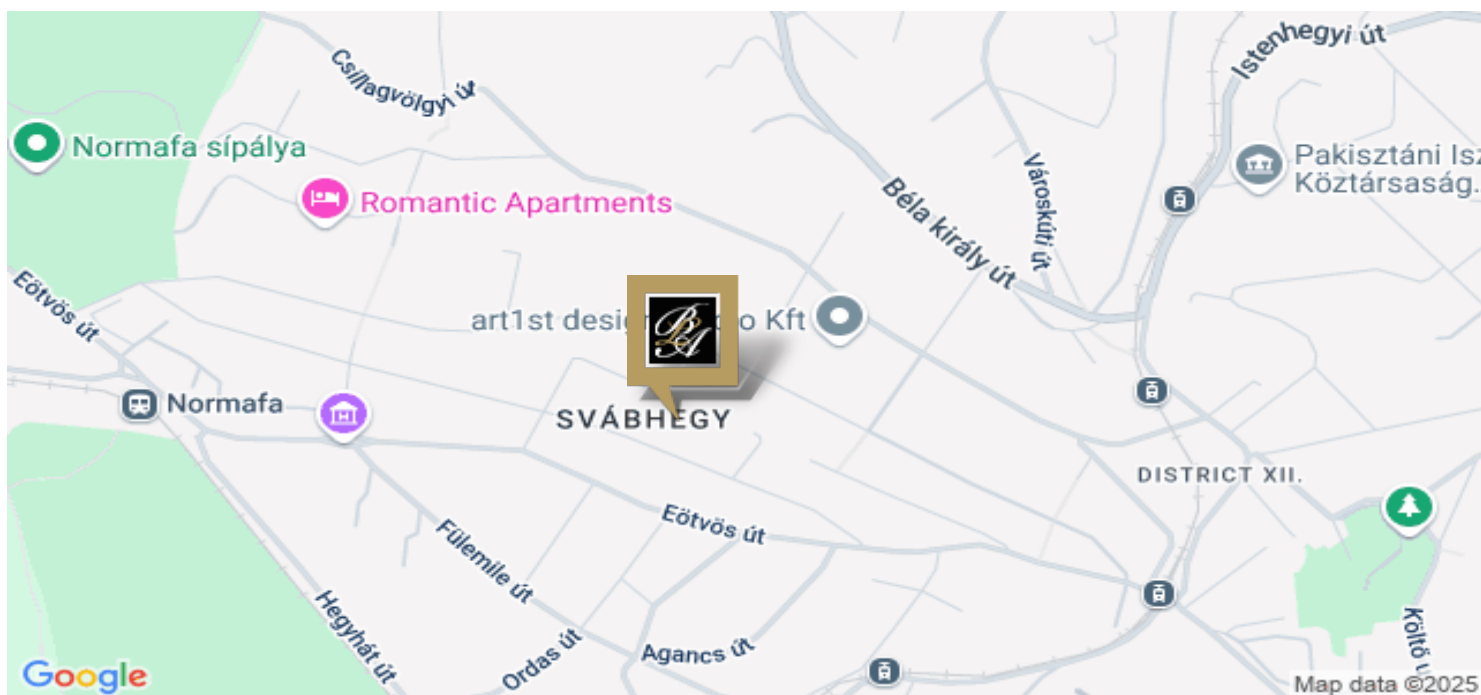 Istenhegyi út
Csillagvölgyi út
Normafa sípálya
Pakisztáni Isz
Köztársaság.
Városkúti út
Romantic Apartments
Béla király út
Eötvös út
art1st desig
o Kft
BLA
Normafa
SVÁBHEGY
DISTRICT XII.
Eötvös út
Fülemile út
Hegyhát út
Ordas út
Agancs út
Költő u
Google
Map data ©2025